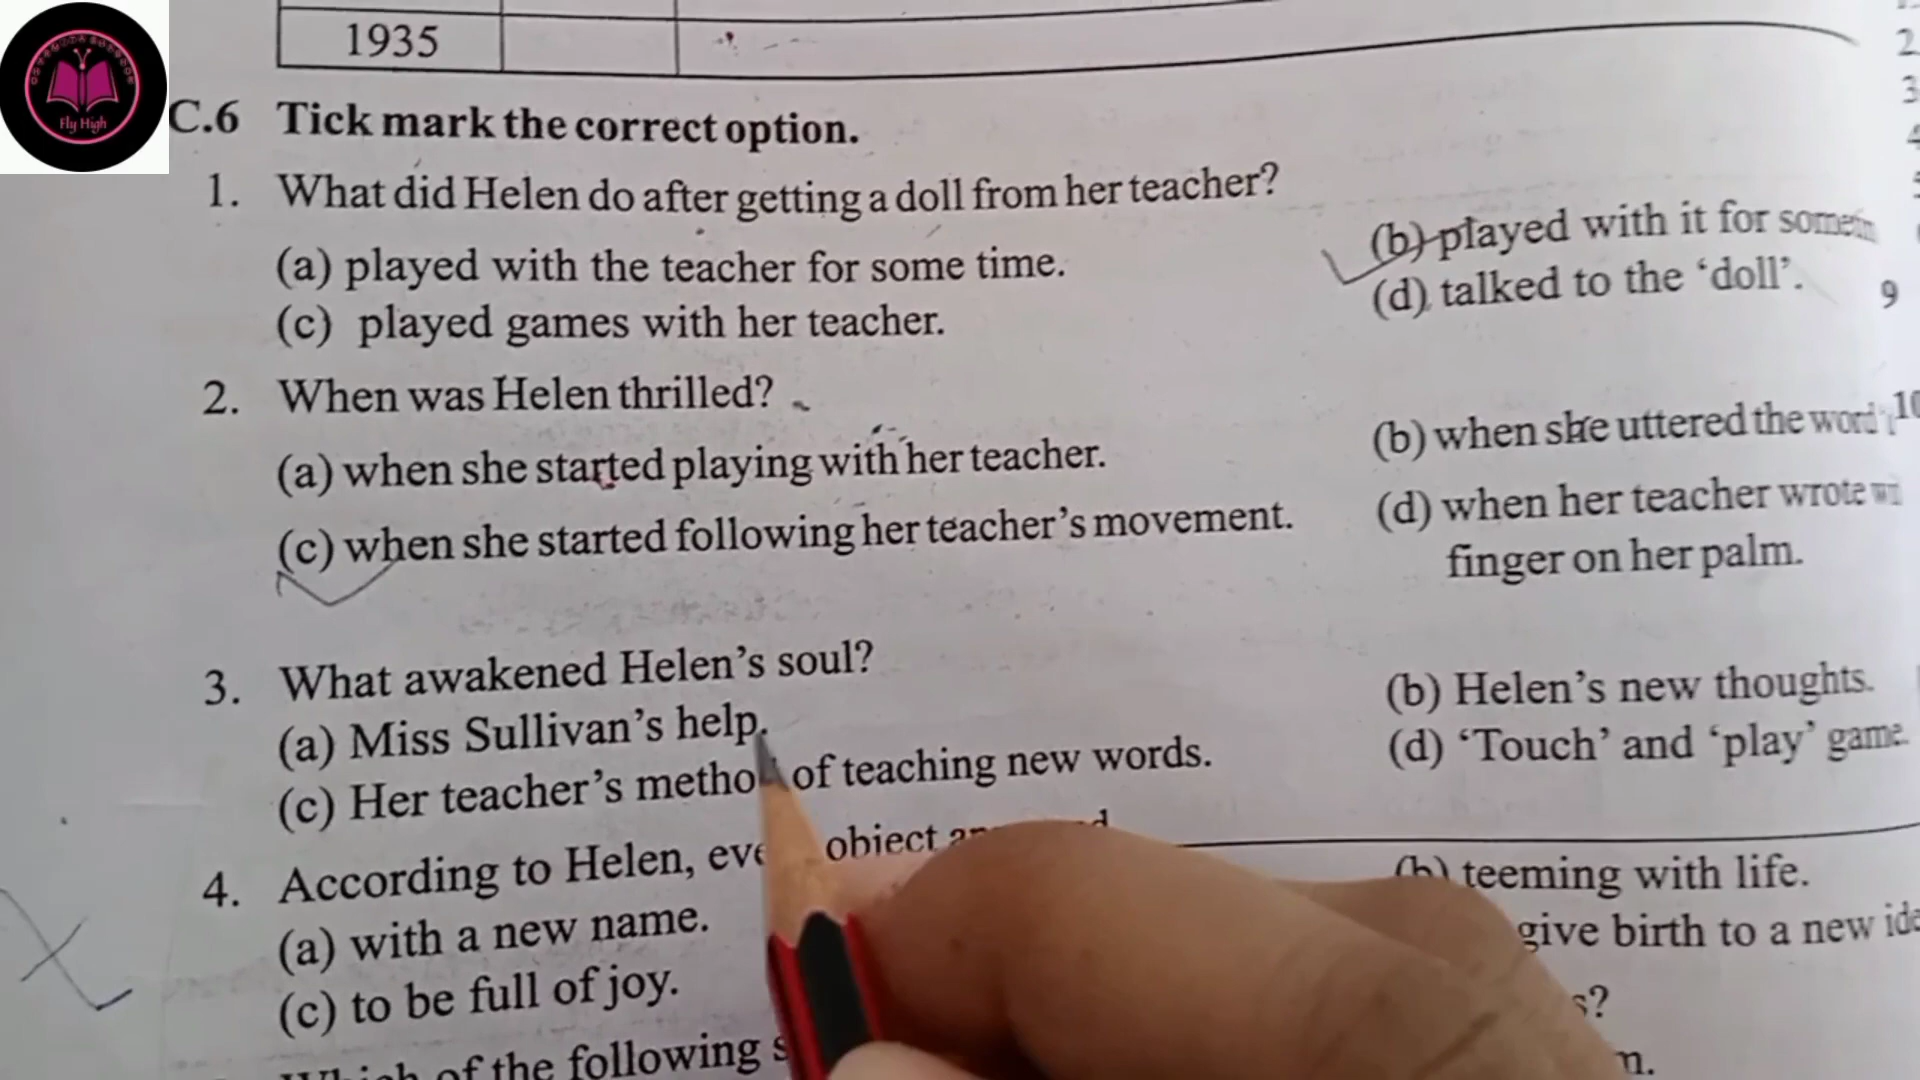 1935
Fly High
C.6 Tick mark the correct option.
1. What did Helen do after getting a doll from her teacher?
(a) played with the teacher for some time.
(b) played with it for
(c) played games with her teacher.
(d) talked to the ‘doll’.
9
2. When was Helen thrilled?
(a) when she started playing with her teacher.
(b) when she uttered the word
10
(c) when she started following her teacher’s movement.
(d) when her teacher wrote
finger on her palm.
3. What awakened Helen’s soul?
(a) Miss Sullivan’s help.
(b) Helen’s new thoughts.
(c) Her teacher’s of teaching new words.
(d) ‘Touch’ and ‘play’ game.
4. According to Helen, object
(a) with a new name.
(b) teeming with life.
(c) to be full of joy.
give birth to a new
of the following